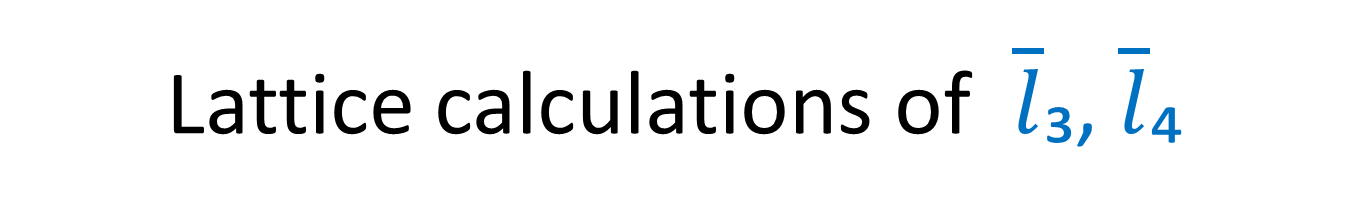 Lattice calculations of l̅₃, l̅₄